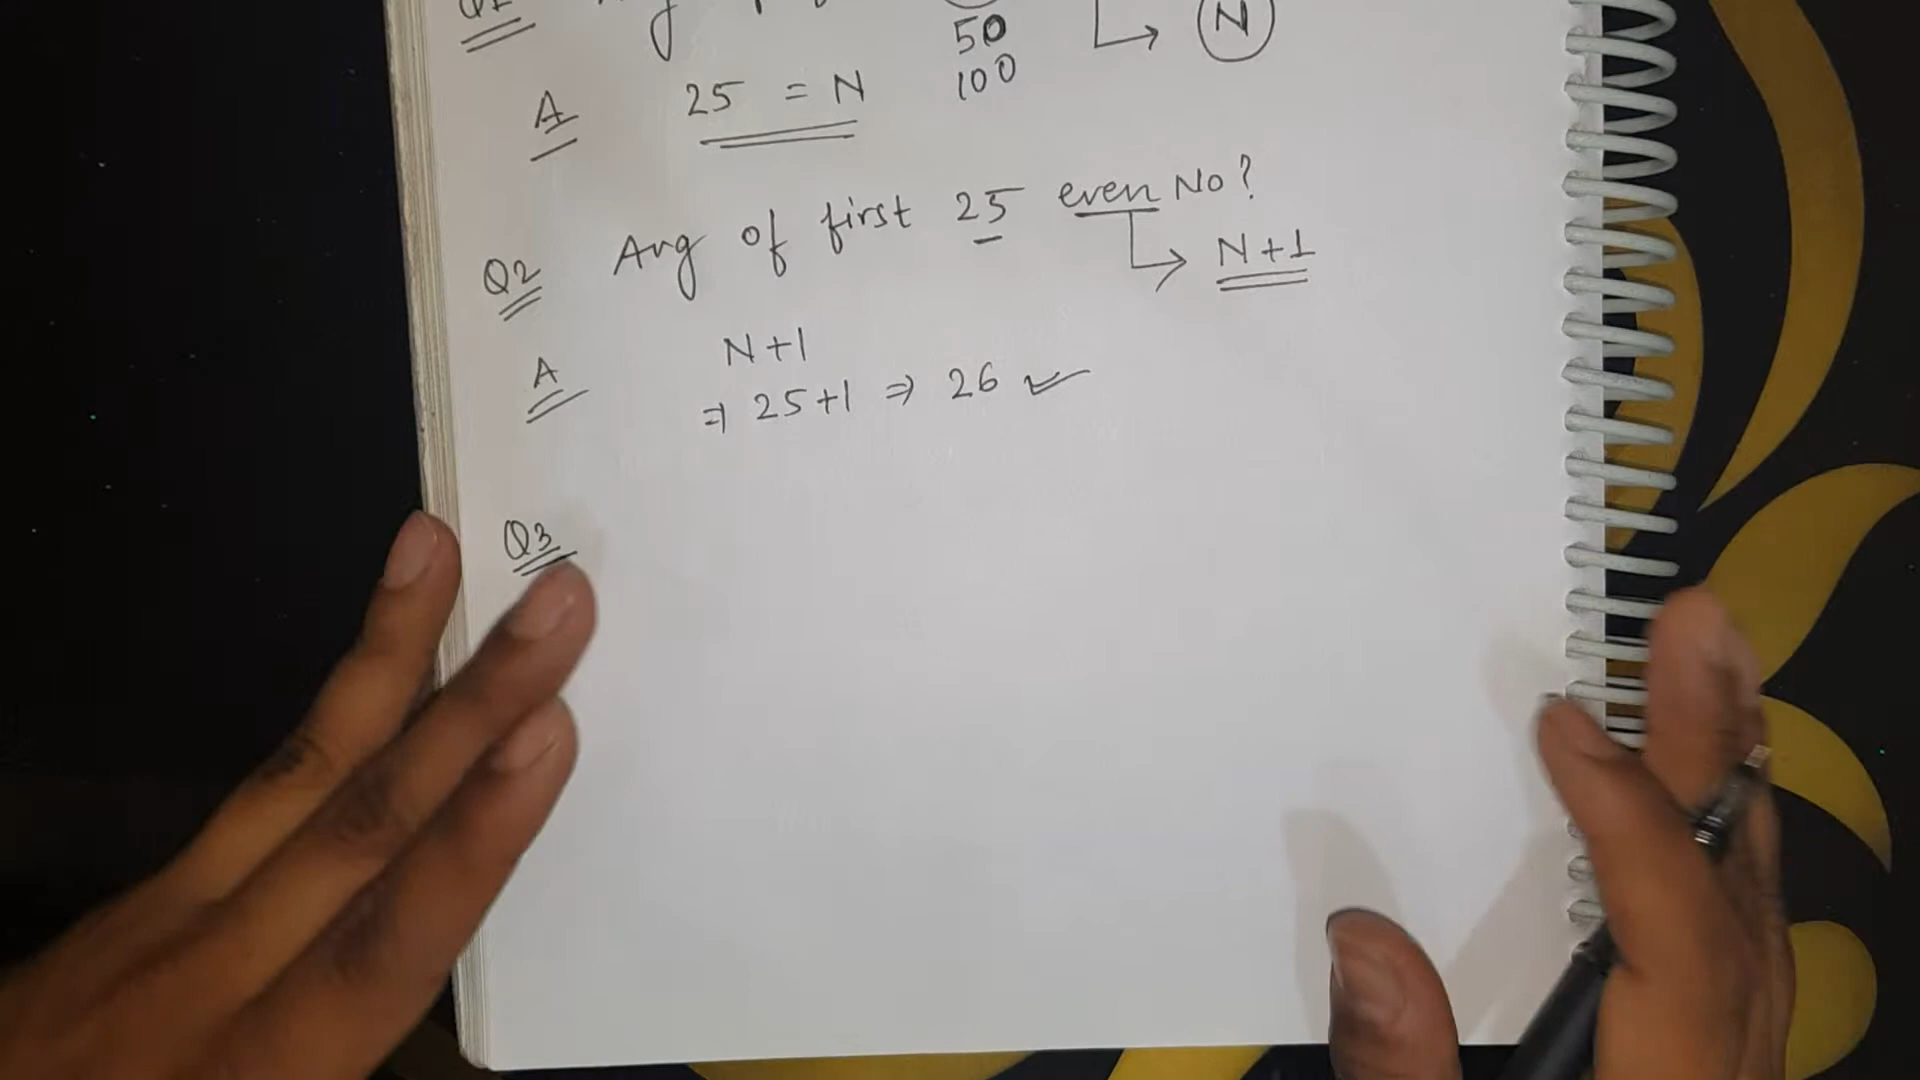 50
N
100
A 25 = N
Q2 Avg of first 25 even No?
N+1
A N+1
⇒ 25+1 ⇒ 26 ✓
Q3